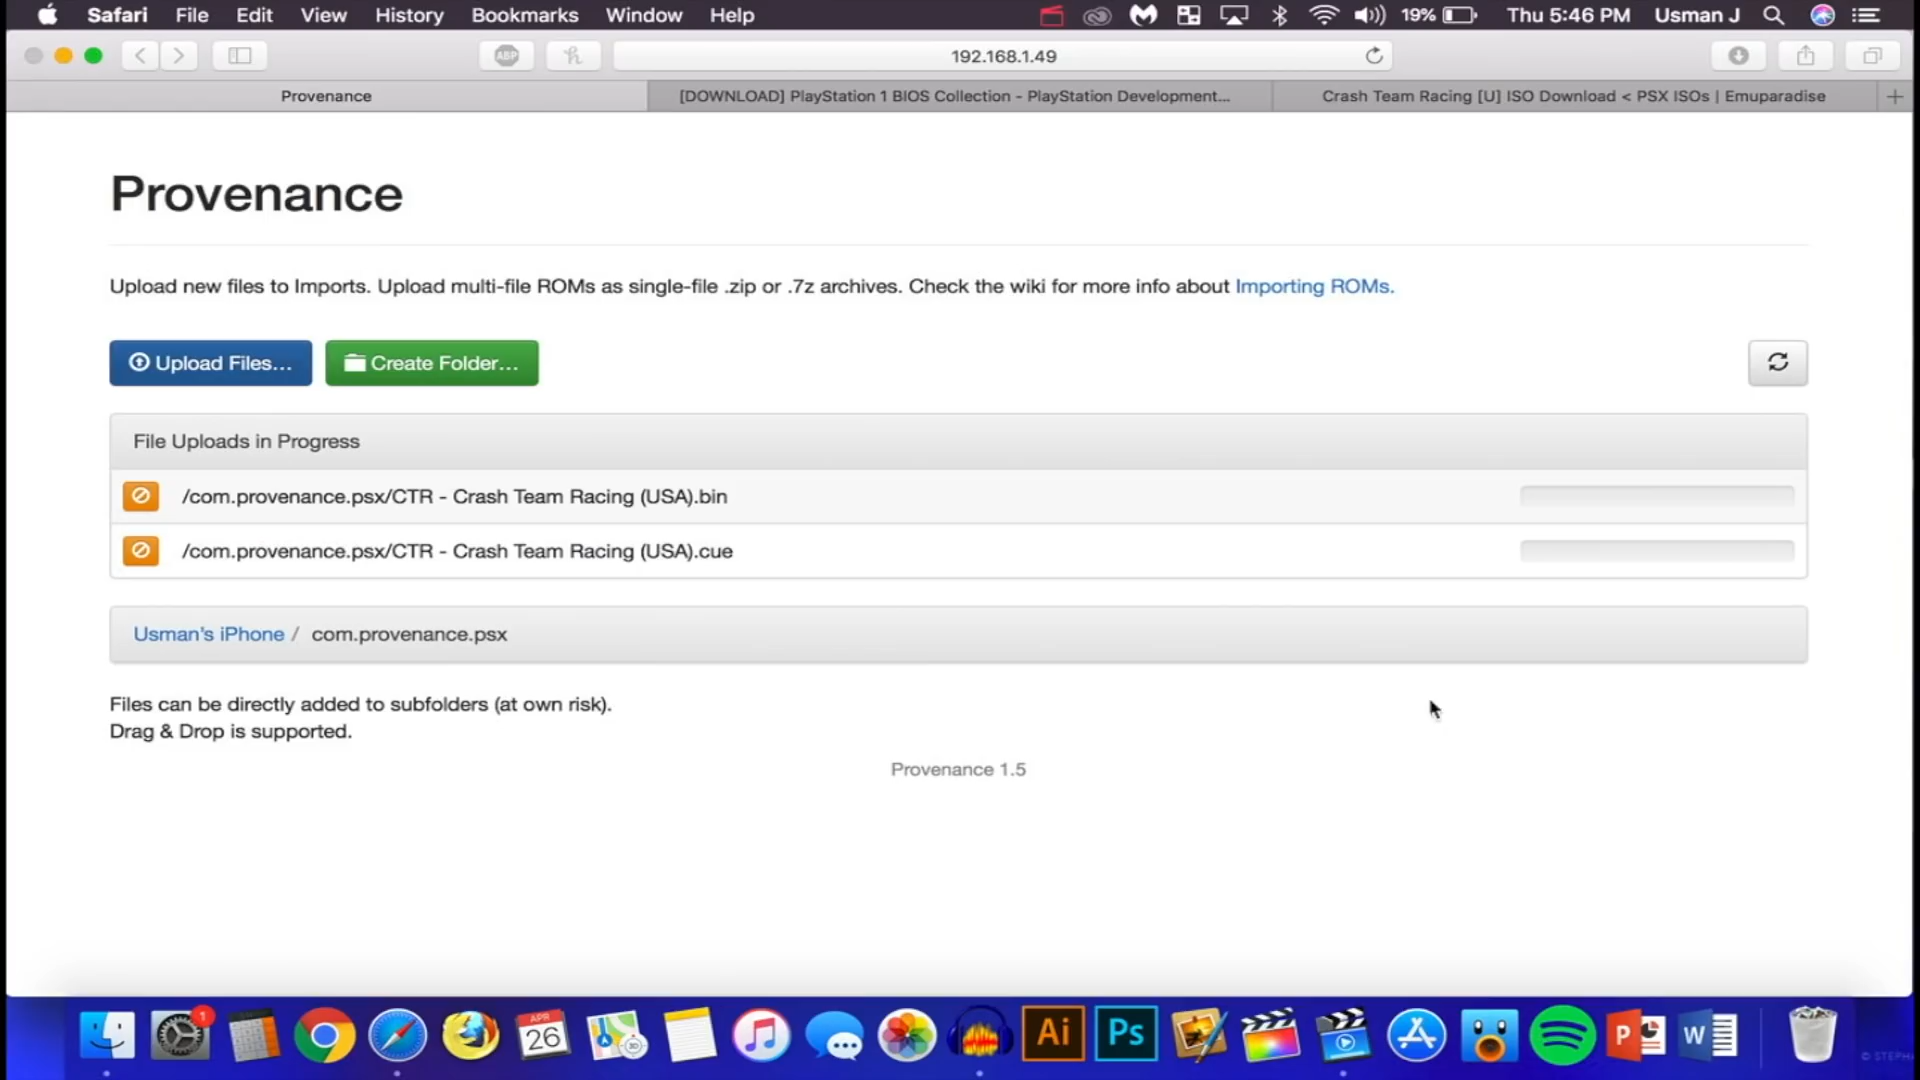 Safari File Edit View History Bookmarks Window Help 19% Thu 5:46 PM Usman J
ABP 192.168.1.49
Provenance [DOWNLOAD] PlayStation 1 BIOS Collection - PlayStation Development... Crash Team Racing [U] ISO Download < PSX ISOs | Emuparadise
Provenance
Upload new files to Imports. Upload multi-file ROMs as single-file .zip or .7z archives. Check the wiki for more info about Importing ROMs.
Upload Files... Create Folder...
File Uploads in Progress
/com.provenance.psx/CTR - Crash Team Racing (USA).bin
/com.provenance.psx/CTR - Crash Team Racing (USA).cue
Usman's iPhone / com.provenance.psx
Files can be directly added to subfolders (at own risk).
Drag & Drop is supported.
Provenance 1.5
1 APR 26 3D Ai Ps P W